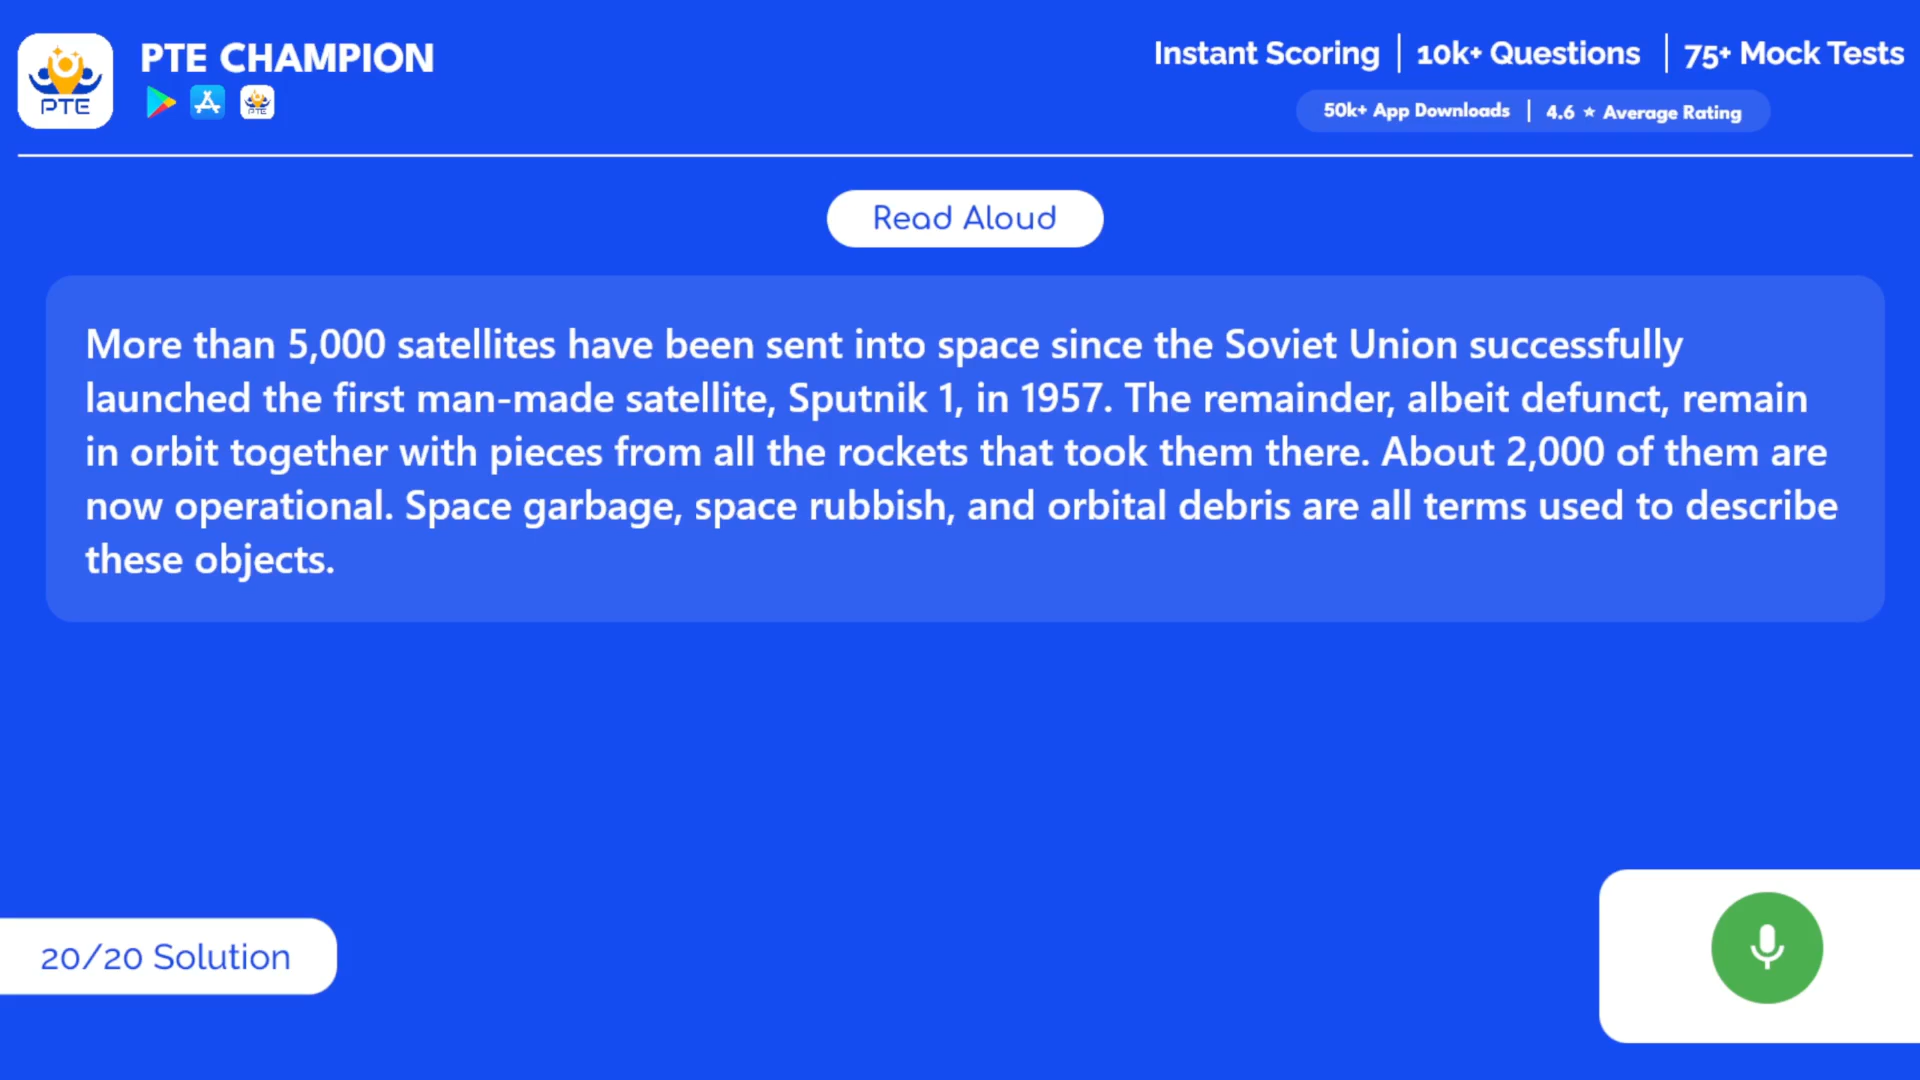 PTE CHAMPION
PTE
PTE
Instant Scoring | 10k+ Questions | 75+ Mock Tests
50k+ App Downloads | 4.6 ★ Average Rating
Read Aloud
More than 5,000 satellites have been sent into space since the Soviet Union successfully
launched the first man-made satellite, Sputnik 1, in 1957. The remainder, albeit defunct, remain
in orbit together with pieces from all the rockets that took them there. About 2,000 of them are
now operational. Space garbage, space rubbish, and orbital debris are all terms used to describe
these objects.
20/20 Solution